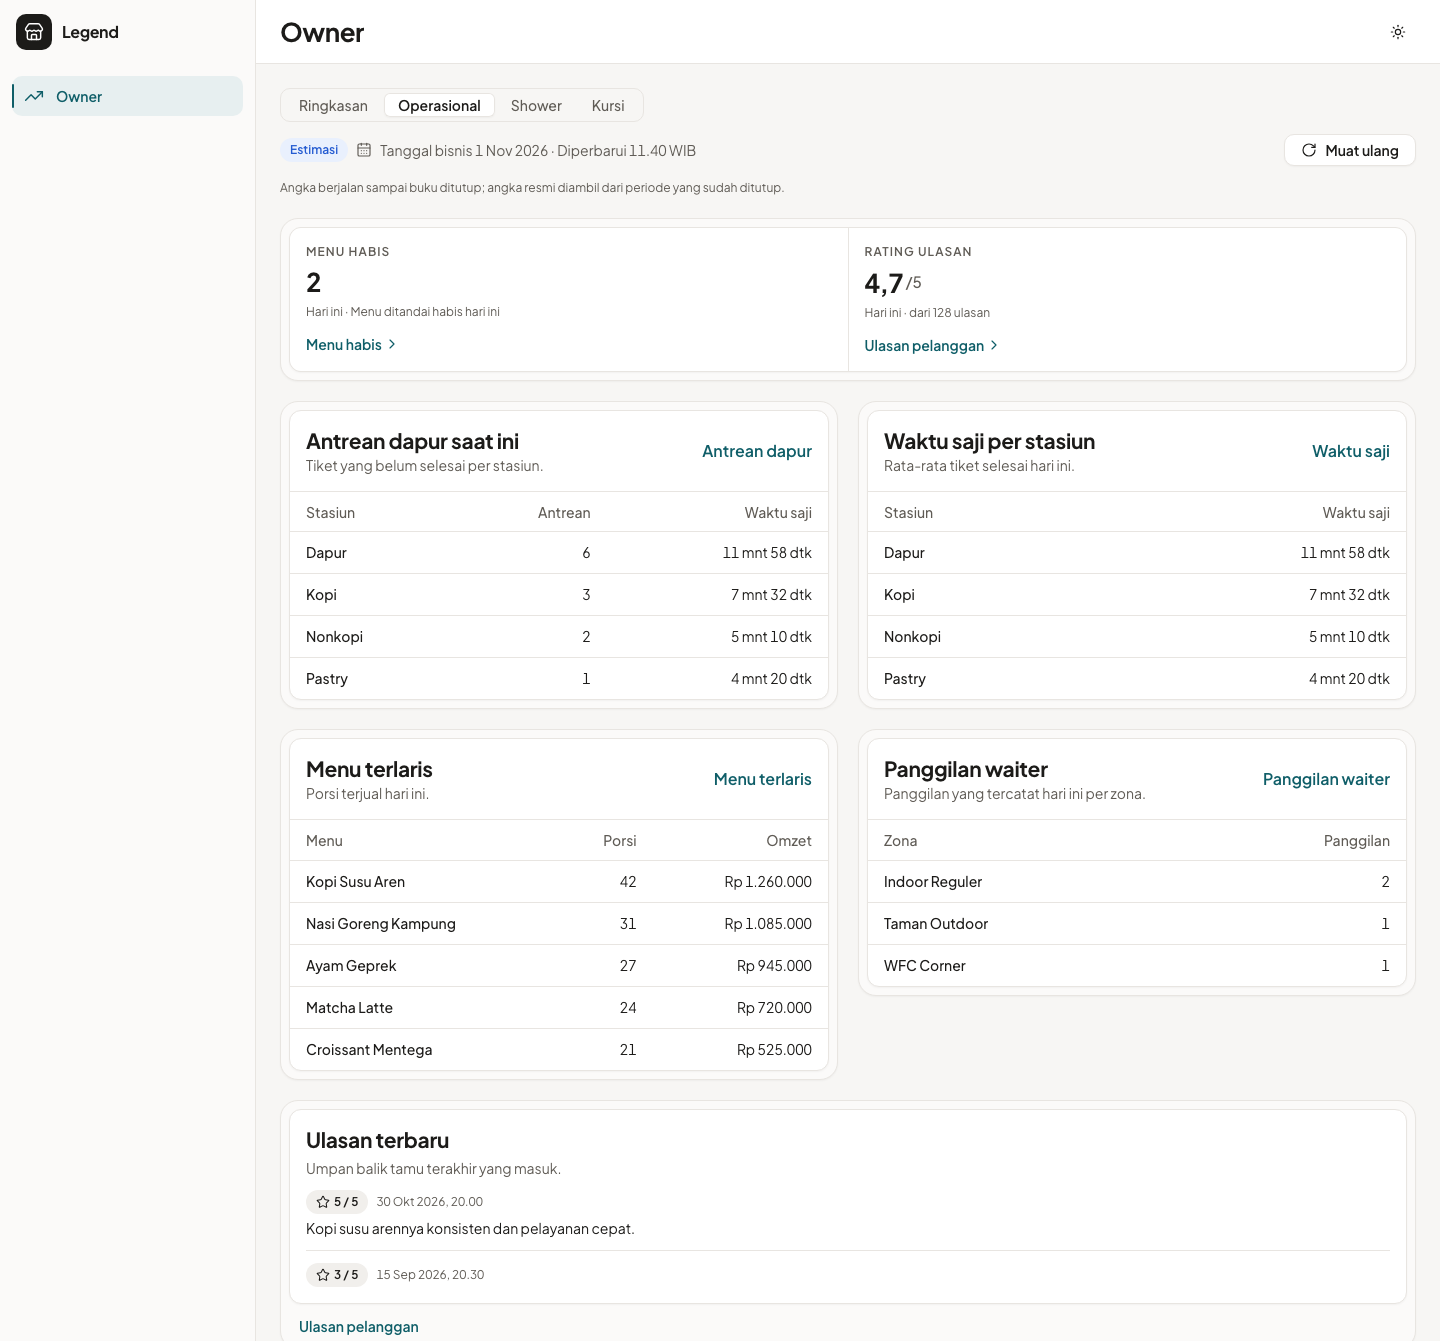 Legend
Owner
Owner
Ringkasan Operasional Shower Kursi
Estimasi Tanggal bisnis 1 Nov 2026 · Diperbarui 11.40 WIB
Muat ulang
Angka berjalan sampai buku ditutup; angka resmi diambil dari periode yang sudah ditutup.
MENU HABIS
2
Hari ini · Menu ditandai habis hari ini
Menu habis
RATING ULASAN
4,7 /5
Hari ini · dari 128 ulasan
Ulasan pelanggan
Antrean dapur saat ini
Tiket yang belum selesai per stasiun.
Antrean dapur
Stasiun Antrean Waktu saji
Dapur 6 11 mnt 58 dtk
Kopi 3 7 mnt 32 dtk
Nonkopi 2 5 mnt 10 dtk
Pastry 1 4 mnt 20 dtk
Waktu saji per stasiun
Rata-rata tiket selesai hari ini.
Waktu saji
Stasiun Waktu saji
Dapur 11 mnt 58 dtk
Kopi 7 mnt 32 dtk
Nonkopi 5 mnt 10 dtk
Pastry 4 mnt 20 dtk
Menu terlaris
Porsi terjual hari ini.
Menu terlaris
Menu Porsi Omzet
Kopi Susu Aren 42 Rp 1.260.000
Nasi Goreng Kampung 31 Rp 1.085.000
Ayam Geprek 27 Rp 945.000
Matcha Latte 24 Rp 720.000
Croissant Mentega 21 Rp 525.000
Panggilan waiter
Panggilan yang tercatat hari ini per zona.
Panggilan waiter
Zona Panggilan
Indoor Reguler 2
Taman Outdoor 1
WFC Corner 1
Ulasan terbaru
Umpan balik tamu terakhir yang masuk.
5 / 5 30 Okt 2026, 20.00
Kopi susu arennya konsisten dan pelayanan cepat.
3 / 5 15 Sep 2026, 20.30
Ulasan pelanggan